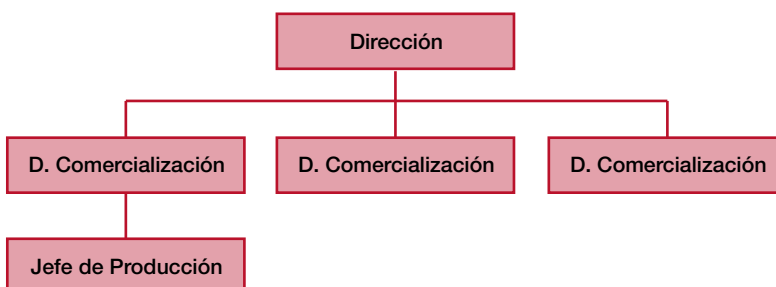 Dirección
D. Comercialización
D. Comercialización
D. Comercialización
Jefe de Producción